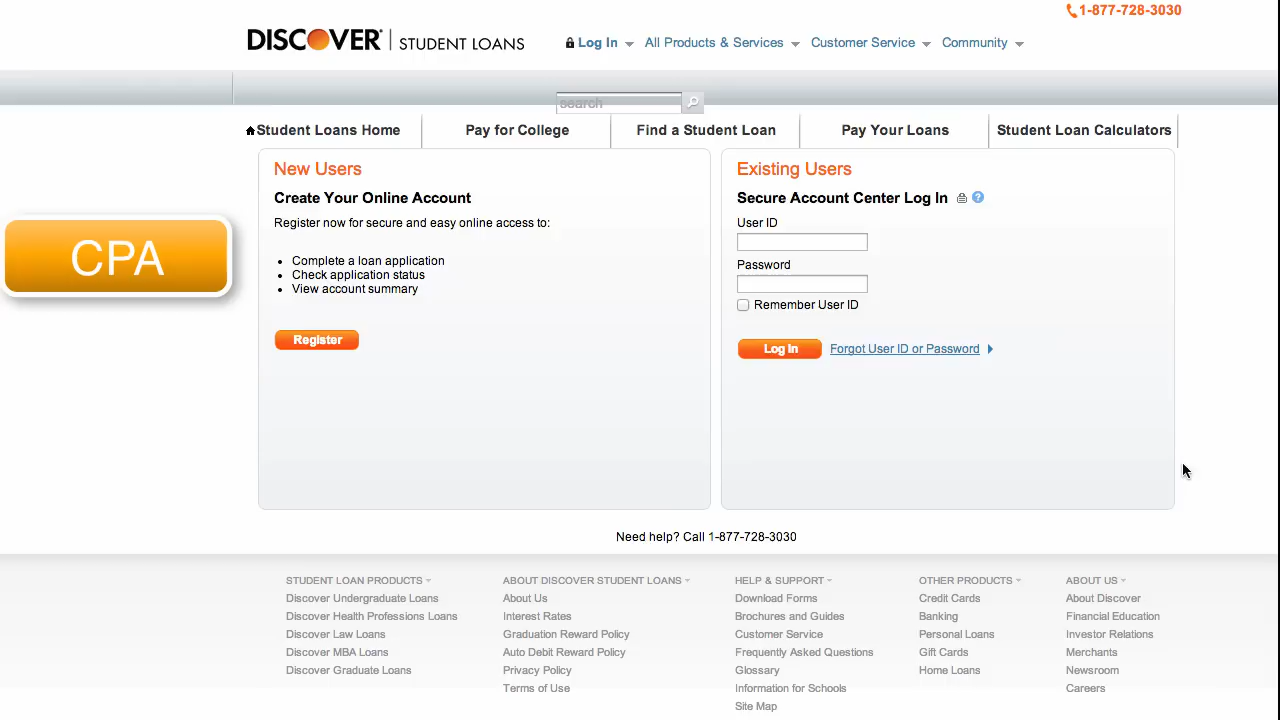 1-877-728-3030
DISCOVER STUDENT LOANS
Log In All Products & Services Customer Service Community
search
Student Loans Home Pay for College Find a Student Loan Pay Your Loans Student Loan Calculators
CPA
New Users
Create Your Online Account
Register now for secure and easy online access to:
• Complete a loan application
• Check application status
• View account summary
Register
Existing Users
Secure Account Center Log In ?
User ID
Password
Remember User ID
Log In Forgot User ID or Password
Need help? Call 1-877-728-3030
STUDENT LOAN PRODUCTS
Discover Undergraduate Loans
Discover Health Professions Loans
Discover Law Loans
Discover MBA Loans
Discover Graduate Loans
ABOUT DISCOVER STUDENT LOANS
About Us
Interest Rates
Graduation Reward Policy
Auto Debit Reward Policy
Privacy Policy
Terms of Use
HELP & SUPPORT
Download Forms
Brochures and Guides
Customer Service
Frequently Asked Questions
Glossary
Information for Schools
Site Map
OTHER PRODUCTS
Credit Cards
Banking
Personal Loans
Gift Cards
Home Loans
ABOUT US
About Discover
Financial Education
Investor Relations
Merchants
Newsroom
Careers